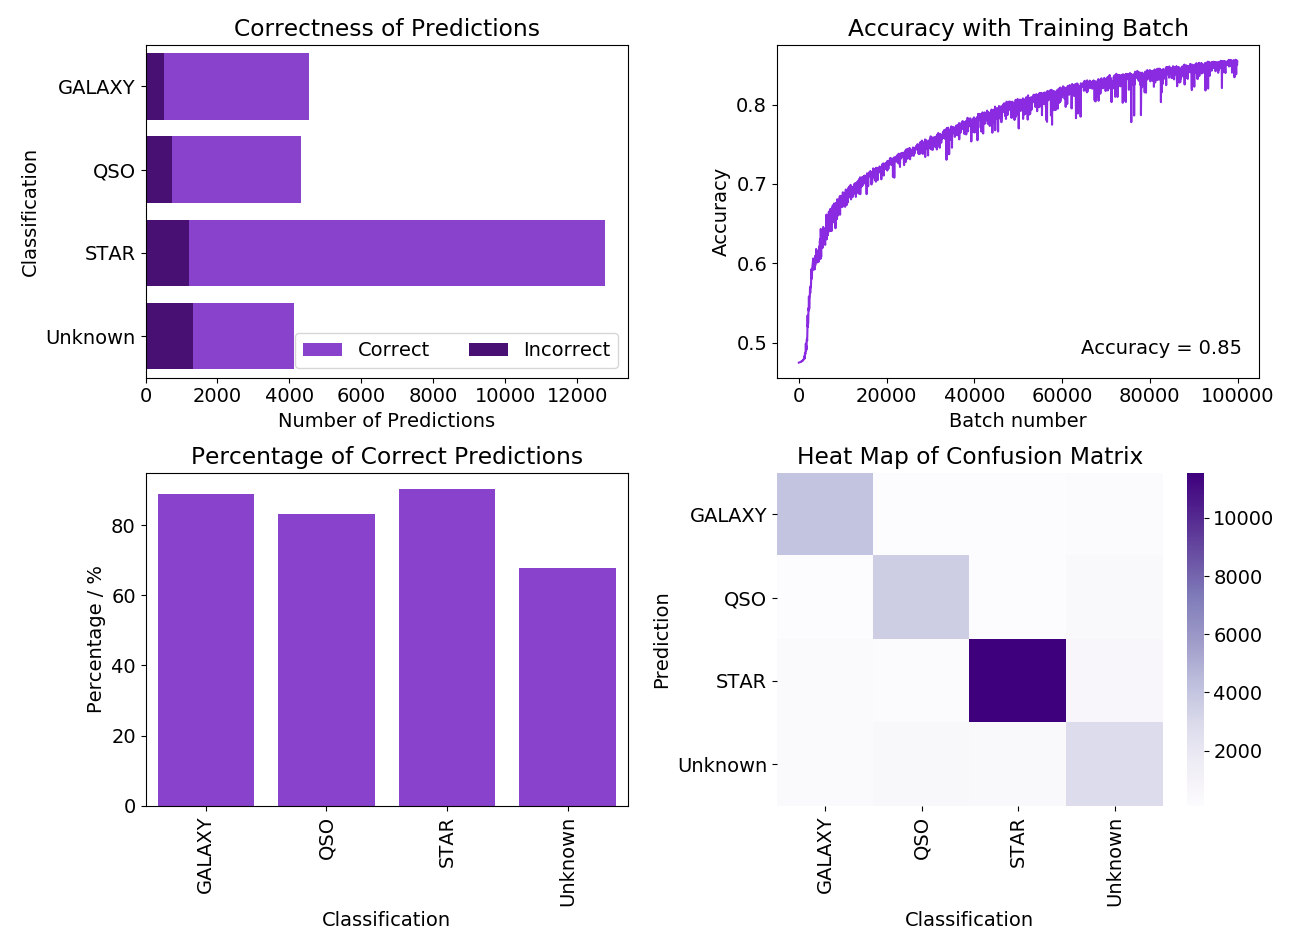 Correctness of Predictions
Classification
GALAXY
QSO
STAR
Unknown
Correct Incorrect
0 2000 4000 6000 8000 10000 12000
Number of Predictions
Accuracy with Training Batch
Accuracy
0.8
0.7
0.6
0.5
Accuracy = 0.85
0 20000 40000 60000 80000 100000
Batch number
Percentage of Correct Predictions
Percentage / %
80
60
40
20
0
GALAXY QSO STAR Unknown
Classification
Heat Map of Confusion Matrix
Prediction
GALAXY
QSO
STAR
Unknown
GALAXY QSO STAR Unknown
Classification
10000
8000
6000
4000
2000